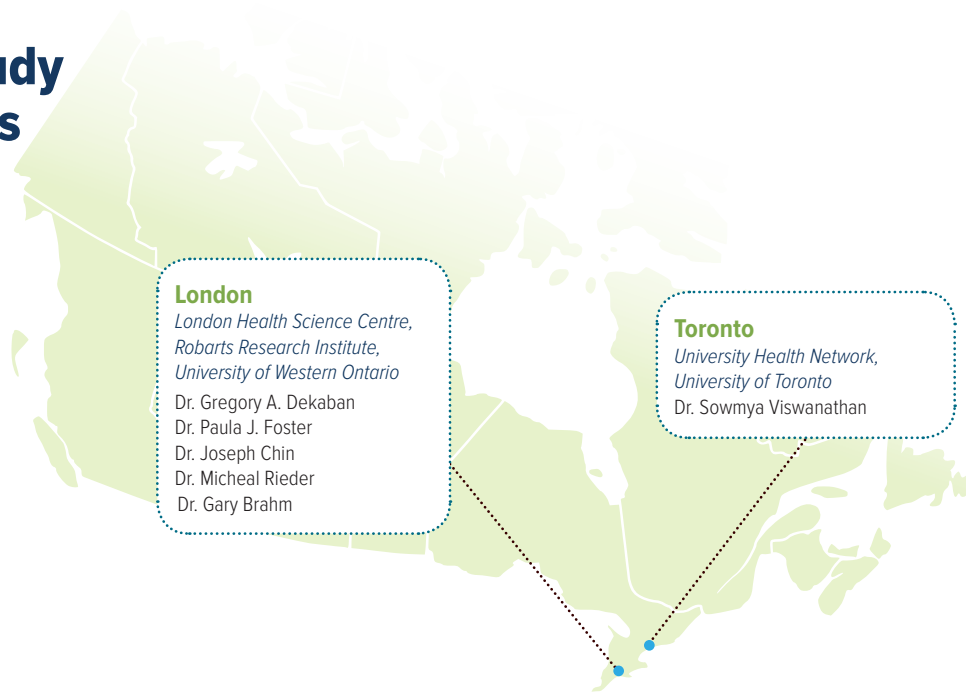 London
London Health Science Centre,
Robarts Research Institute,
University of Western Ontario
Dr. Gregory A. Dekaban
Dr. Paula J. Foster
Dr. Joseph Chin
Dr. Micheal Rieder
Dr. Gary Brahm
Toronto
University Health Network,
University of Toronto
Dr. Sowmya Viswanathan